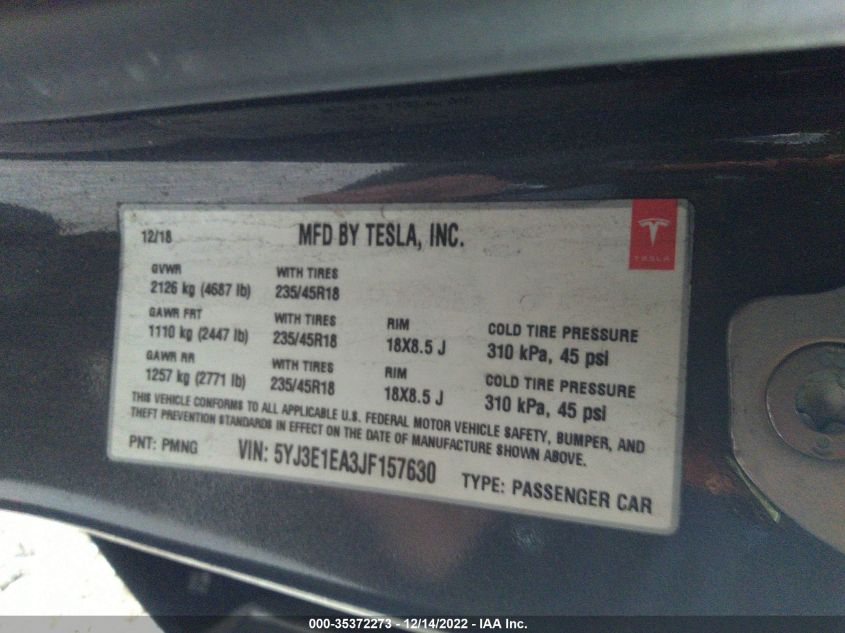 12/18
MFD BY TESLA, INC.
TESLA
GVWR
2126 kg (4687 lb)
WITH TIRES
235/45R18
GAWR FRT
1110 kg (2447 lb)
WITH TIRES
235/45R18
RIM
18X8.5 J
COLD TIRE PRESSURE
310 kPa, 45 psi
GAWR RR
1257 kg (2771 lb)
WITH TIRES
235/45R18
RIM
18X8.5 J
COLD TIRE PRESSURE
310 kPa, 45 psi
THIS VEHICLE CONFORMS TO ALL APPLICABLE U.S. FEDERAL MOTOR VEHICLE SAFETY, BUMPER, AND
THEFT PREVENTION STANDARDS IN EFFECT ON THE DATE OF MANUFACTURE SHOWN ABOVE.
PNT: PMNG
VIN: 5YJ3E1EA3JF157630
TYPE: PASSENGER CAR
000-35372273 - 12/14/2022 - IAA Inc.